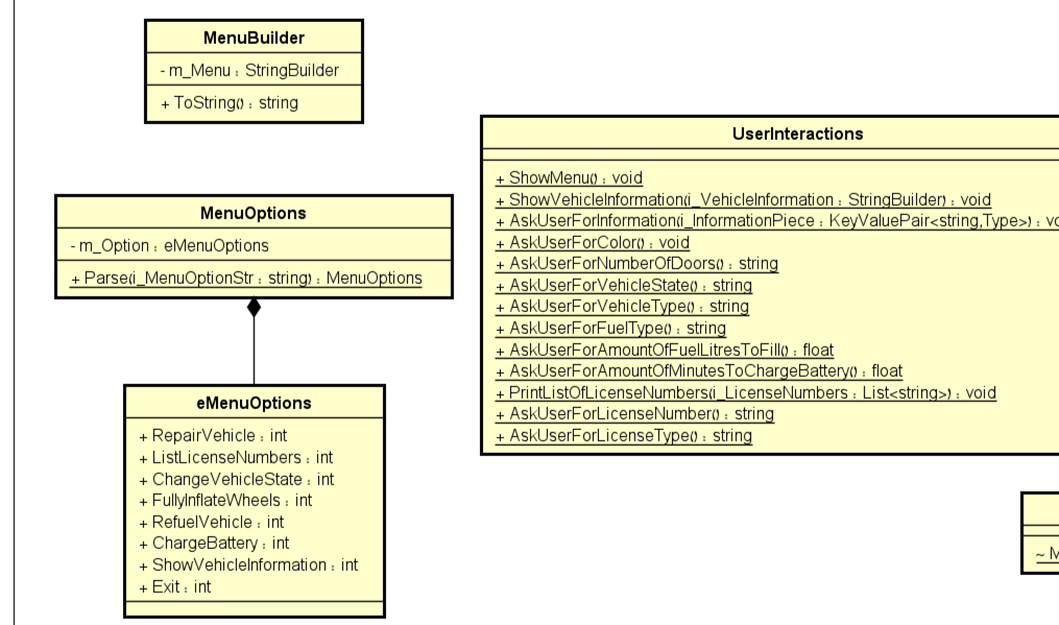 MenuBuilder
- m_Menu : StringBuilder
+ ToString() : string
MenuOptions
- m_Option : eMenuOptions
+ Parse(i_MenuOptionStr : string) : MenuOptions
eMenuOptions
+ RepairVehicle : int
+ ListLicenseNumbers : int
+ ChangeVehicleState : int
+ FullyInflateWheels : int
+ RefuelVehicle : int
+ ChargeBattery : int
+ ShowVehicleInformation : int
+ Exit : int
UserInteractions
+ ShowMenu() : void
+ ShowVehicleInformation(i_VehicleInformation : StringBuilder) : void
+ AskUserForInformation(i_InformationPiece : KeyValuePair<string,Type>) :
+ AskUserForColor() : void
+ AskUserForNumberOfDoors() : string
+ AskUserForVehicleState() : string
+ AskUserForVehicleType() : string
+ AskUserForFuelType() : string
+ AskUserForAmountOfFuelLitresToFill() : float
+ AskUserForAmountOfMinutesToChargeBattery() : float
+ PrintListOfLicenseNumbers(i_LicenseNumbers : List<string>) : void
+ AskUserForLicenseNumber() : string
+ AskUserForLicenseType() : string
~